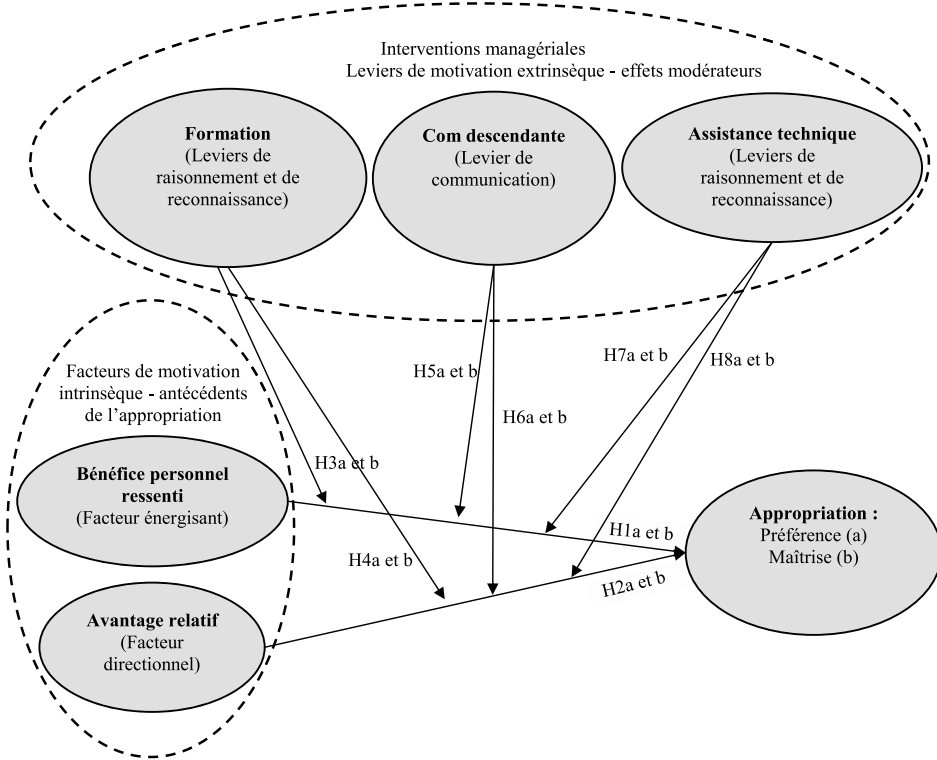 Interventions managériales
Leviers de motivation extrinsèque - effets modérateurs
Formation
(Leviers de
raisonnement et de
reconnaissance)
Com descendante
(Levier de
communication)
Assistance technique
(Leviers de
raisonnement et de
reconnaissance)
H5a et b
H7a et b
H8a et b
H6a et b
Facteurs de motivation
intrinsèque - antécédents
de l’appropriation
H3a et b
Bénéfice personnel
ressenti
(Facteur énergisant)
H1a et b
H4a et b
H2a et b
Appropriation :
Préférence (a)
Maîtrise (b)
Avantage relatif
(Facteur
directionnel)